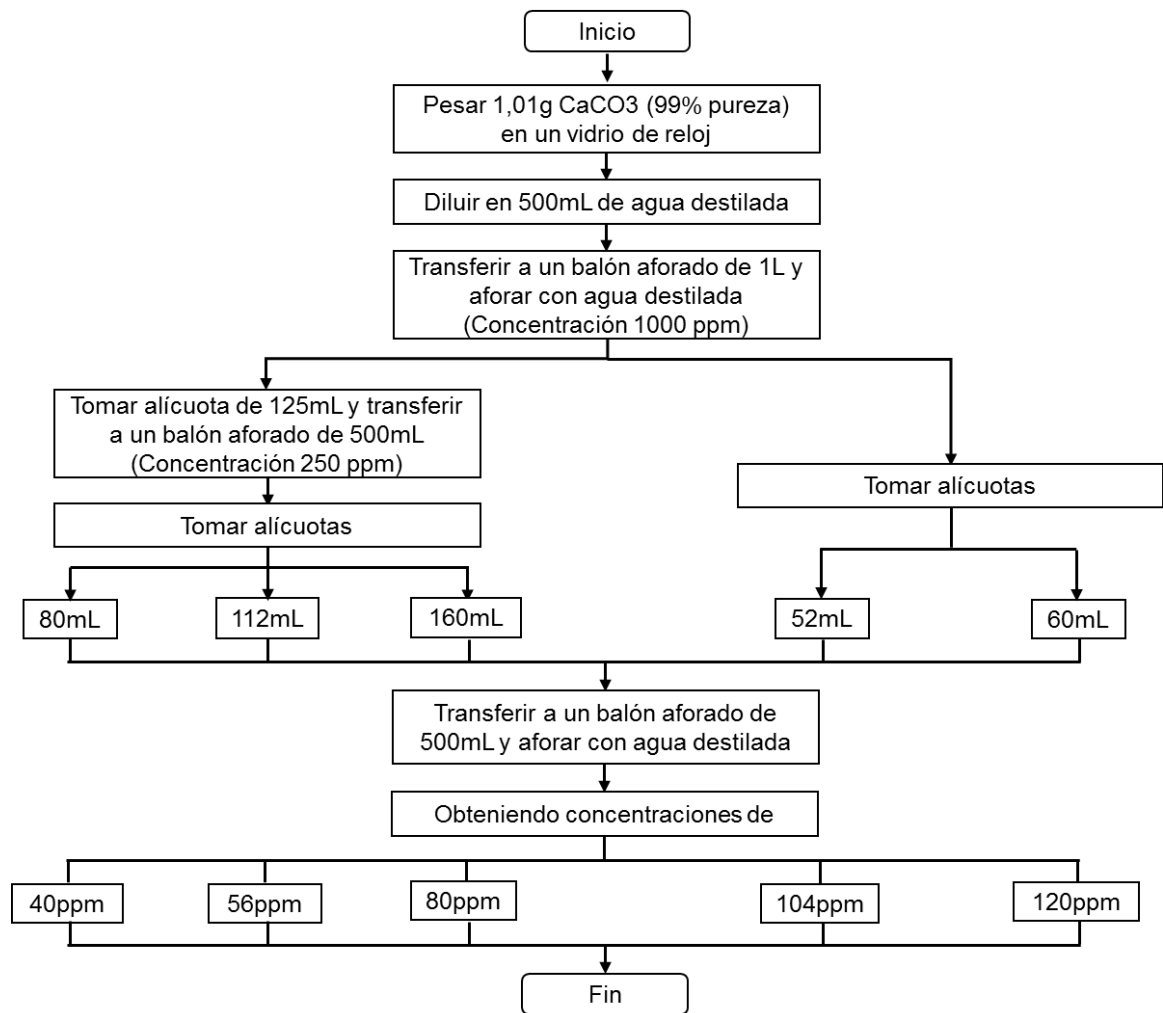 Inicio
Pesar 1,01g CaCO3 (99% pureza)
en un vidrio de reloj
Diluir en 500mL de agua destilada
Transferir a un balón aforado de 1L y
aforar con agua destilada
(Concentración 1000 ppm)
Tomar alícuota de 125mL y transferir
a un balón aforado de 500mL
(Concentración 250 ppm)
Tomar alícuotas
Tomar alícuotas
80mL
112mL
160mL
52mL
60mL
Transferir a un balón aforado de
500mL y aforar con agua destilada
Obteniendo concentraciones de
40ppm
56ppm
80ppm
104ppm
120ppm
Fin